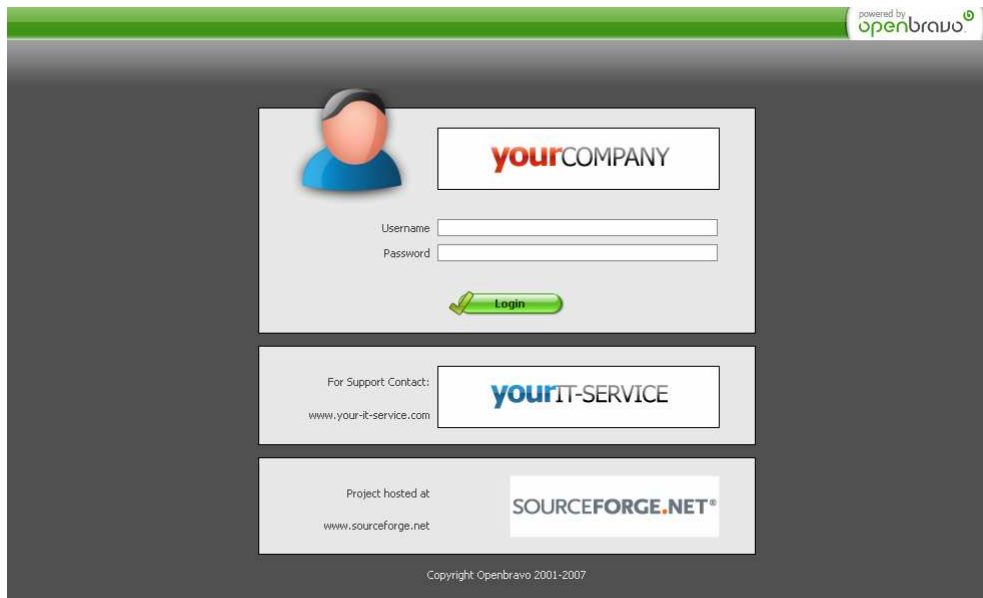 powered by
openbravo
yourCOMPANY
Username
Password
Login
For Support Contact:
yourIT-SERVICE
www.your-it-service.com
Project hosted at
SOURCEFORGE.NET®
www.sourceforge.net
Copyright Openbravo 2001-2007